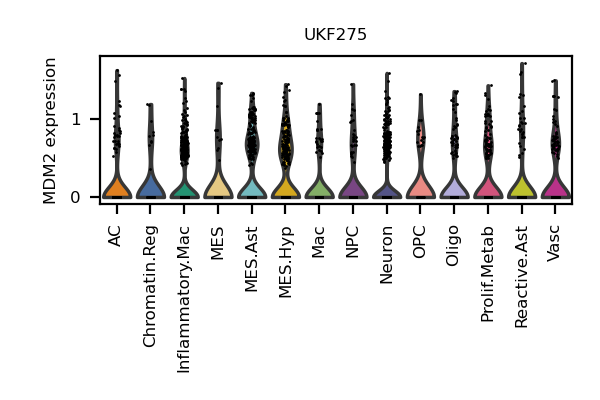 UKF275
MDM2 expression
1
0
AC
Chromatin.Reg
Inflammatory.Mac
MES
MES.Ast
MES.Hyp
Mac
NPC
Neuron
OPC
Oligo
Prolif.Metab
Reactive.Ast
Vasc